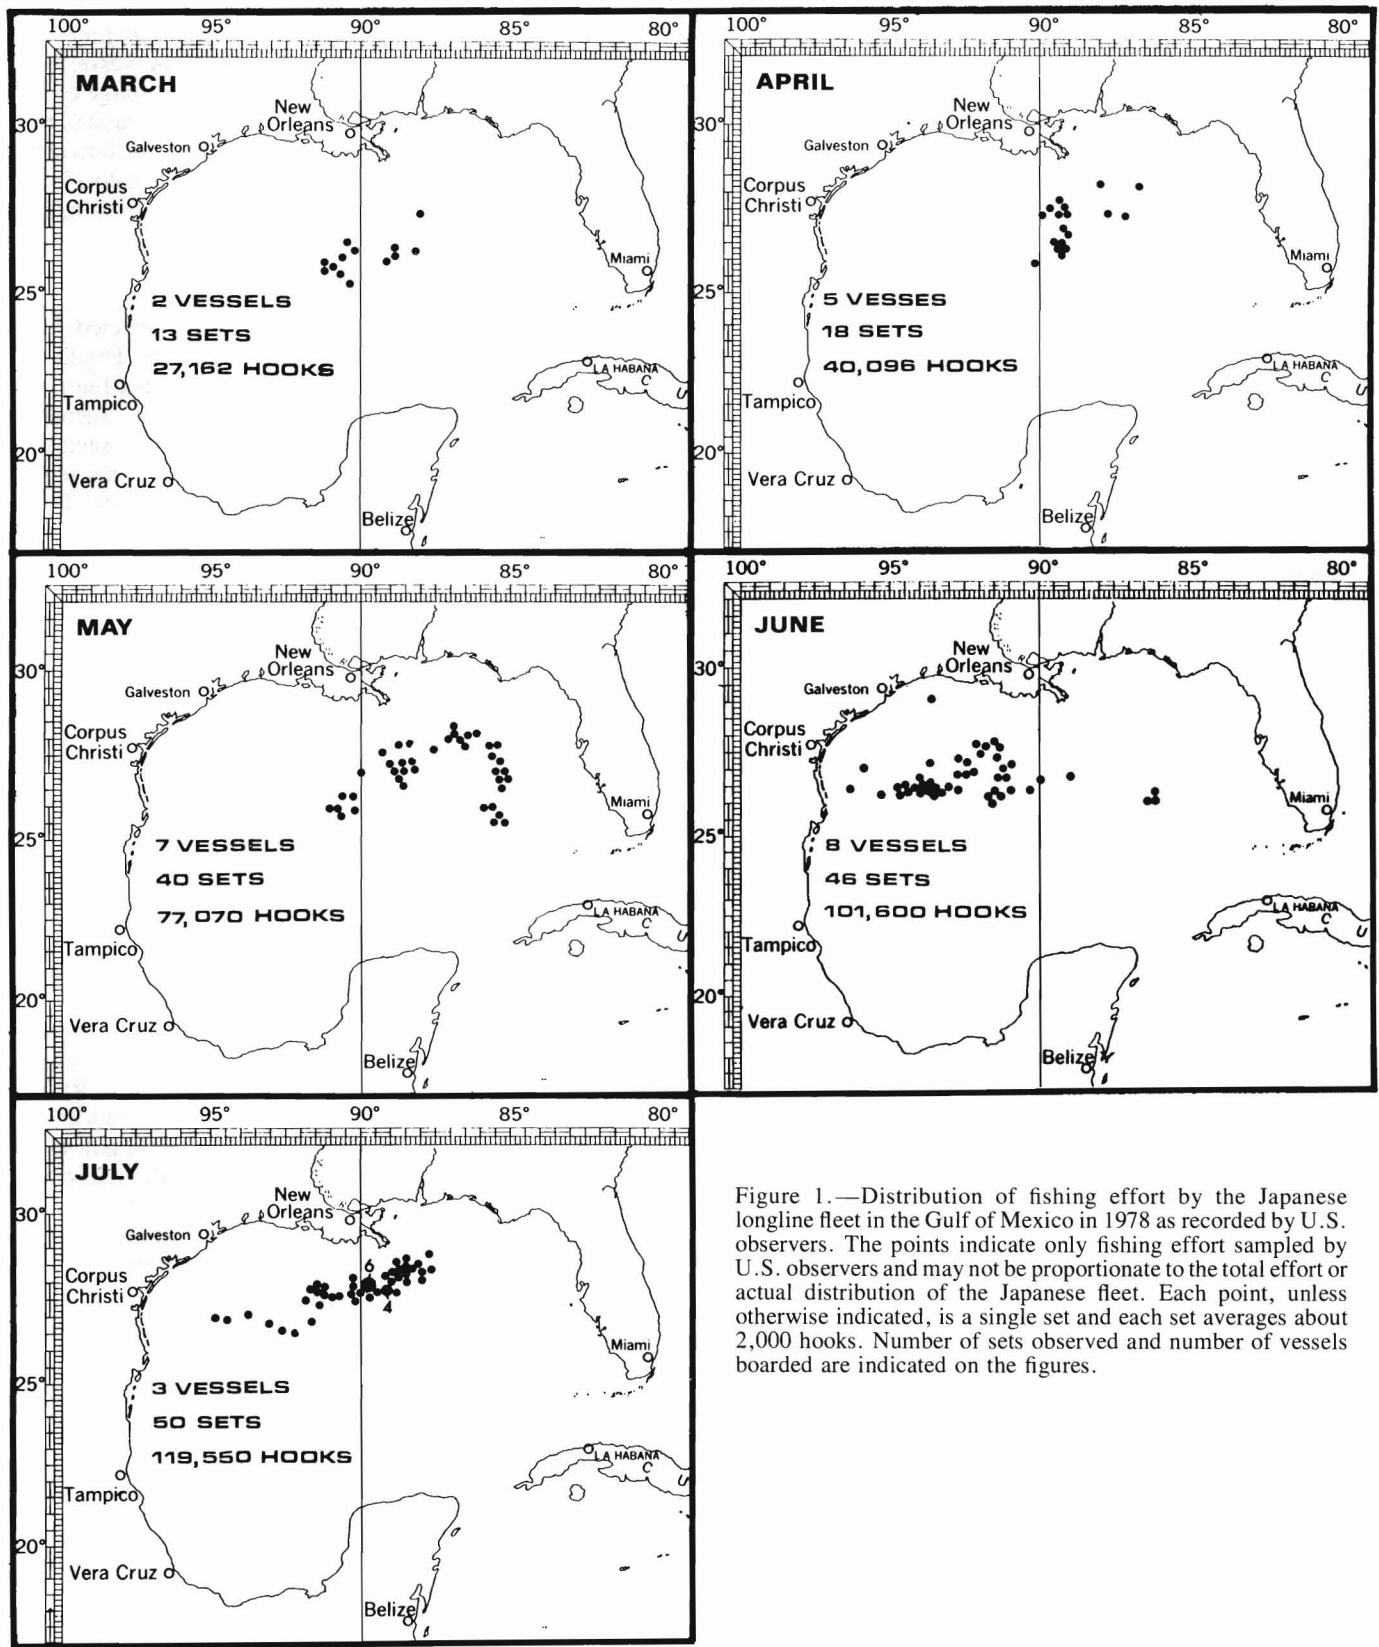 100° 95° 90° 85° 80°
MARCH
New
Orleans
30°
Galveston
Corpus
Christi
Miami
25°
2 VESSELS
13 SETS
27,162 HOOKS
LA HABANA
C
U
Tampico
20°
Vera Cruz
Belize
100° 95° 90° 85° 80°
APRIL
New
Orleans
30°
Galveston
Corpus
Christi
Miami
25°
5 VESSES
18 SETS
40,096 HOOKS
LA HABANA
C
U
Tampico
20°
Vera Cruz
Belize
100° 95° 90° 85° 80°
MAY
New
Orleans
30°
Galveston
Corpus
Christi
Miami
25°
7 VESSELS
40 SETS
77,070 HOOKS
LA HABANA
C
U
Tampico
20°
Vera Cruz
Belize
100° 95° 90° 85° 80°
JUNE
New
Orleans
30°
Galveston
Corpus
Christi
Miami
25°
8 VESSELS
46 SETS
101,600 HOOKS
LA HABANA
C
U
Tampico
20°
Vera Cruz
Belize
100° 95° 90° 85° 80°
JULY
New
Orleans
30°
Galveston
6
Corpus
Christi
4
Miami
25°
3 VESSELS
50 SETS
119,550 HOOKS
LA HABANA
C
U
Tampico
20°
Vera Cruz
Belize
Figure 1.—Distribution of fishing effort by the Japanese
longline fleet in the Gulf of Mexico in 1978 as recorded by U.S.
observers. The points indicate only fishing effort sampled by
U.S. observers and may not be proportionate to the total effort or
actual distribution of the Japanese fleet. Each point, unless
otherwise indicated, is a single set and each set averages about
2,000 hooks. Number of sets observed and number of vessels
boarded are indicated on the figures.